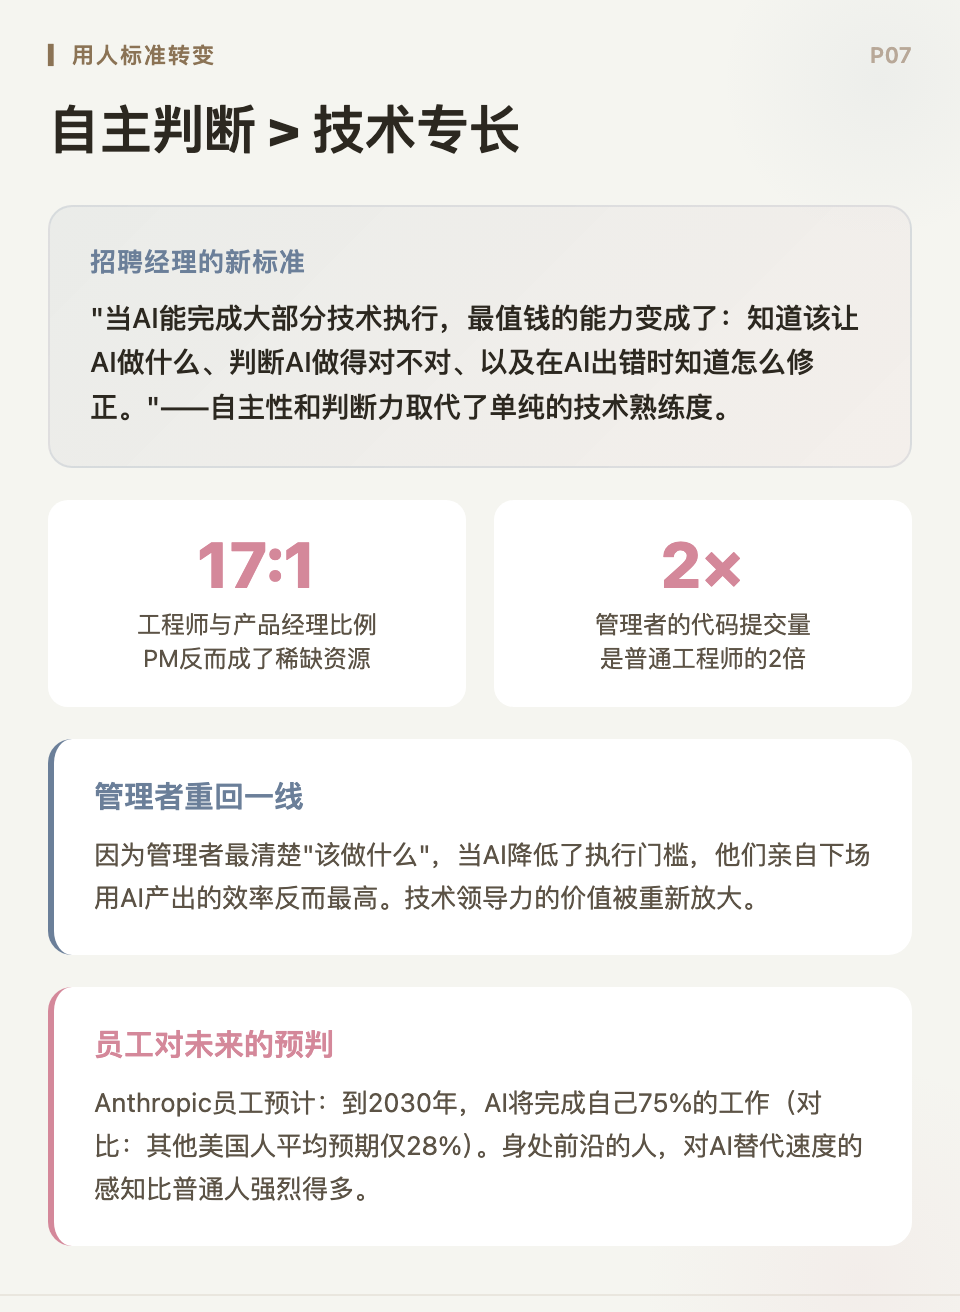 用人标准转变
P07
自主判断 > 技术专长
招聘经理的新标准
"当AI能完成大部分技术执行，最值钱的能力变成了：知道该让
AI做什么、判断AI做得对不对、以及在AI出错时知道怎么修
正。"——自主性和判断力取代了单纯的技术熟练度。
17:1
工程师与产品经理比例
PM反而成了稀缺资源
2×
管理者的代码提交量
是普通工程师的2倍
管理者重回一线
因为管理者最清楚"该做什么"，当AI降低了执行门槛，他们亲自下场
用AI产出的效率反而最高。技术领导力的价值被重新放大。
员工对未来的预判
Anthropic员工预计：到2030年，AI将完成自己75%的工作（对
比：其他美国人平均预期仅28%）。身处前沿的人，对AI替代速度的
感知比普通人强烈得多。